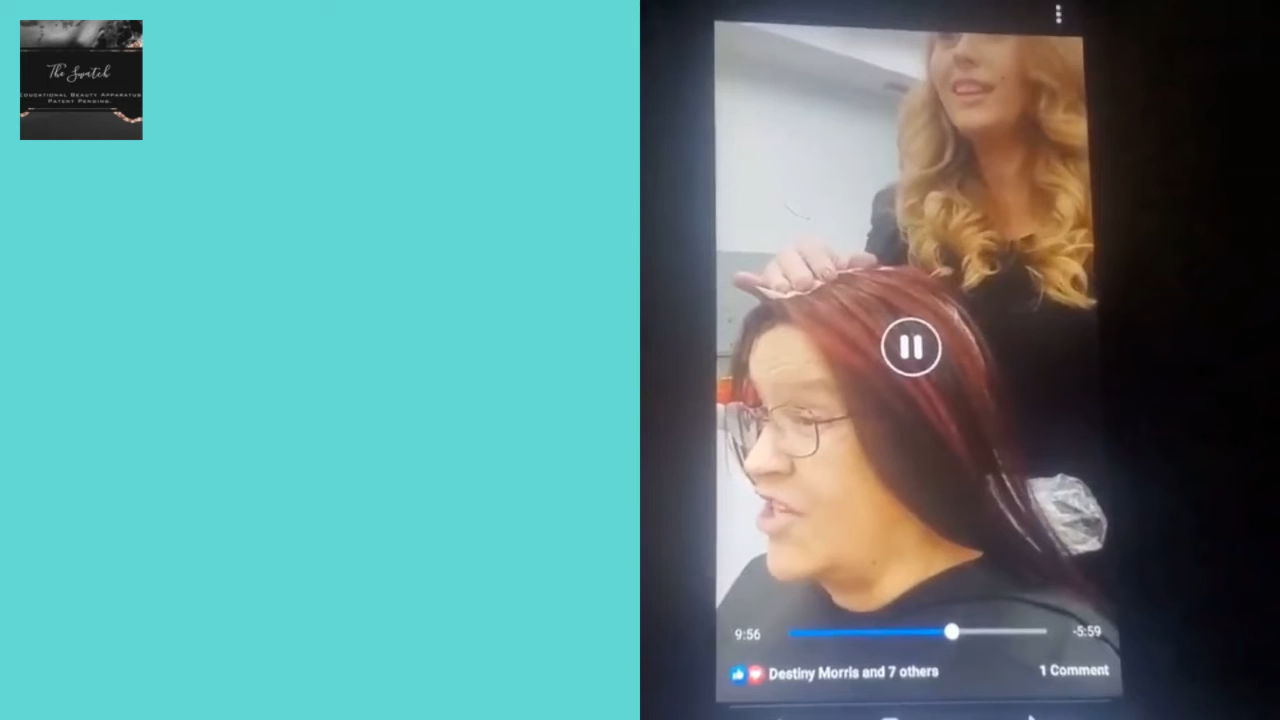 The Swatch
Educational Beauty Apparatus
Patent Pending.
9:56
-5:59
Destiny Morris and 7 others
1 Comment